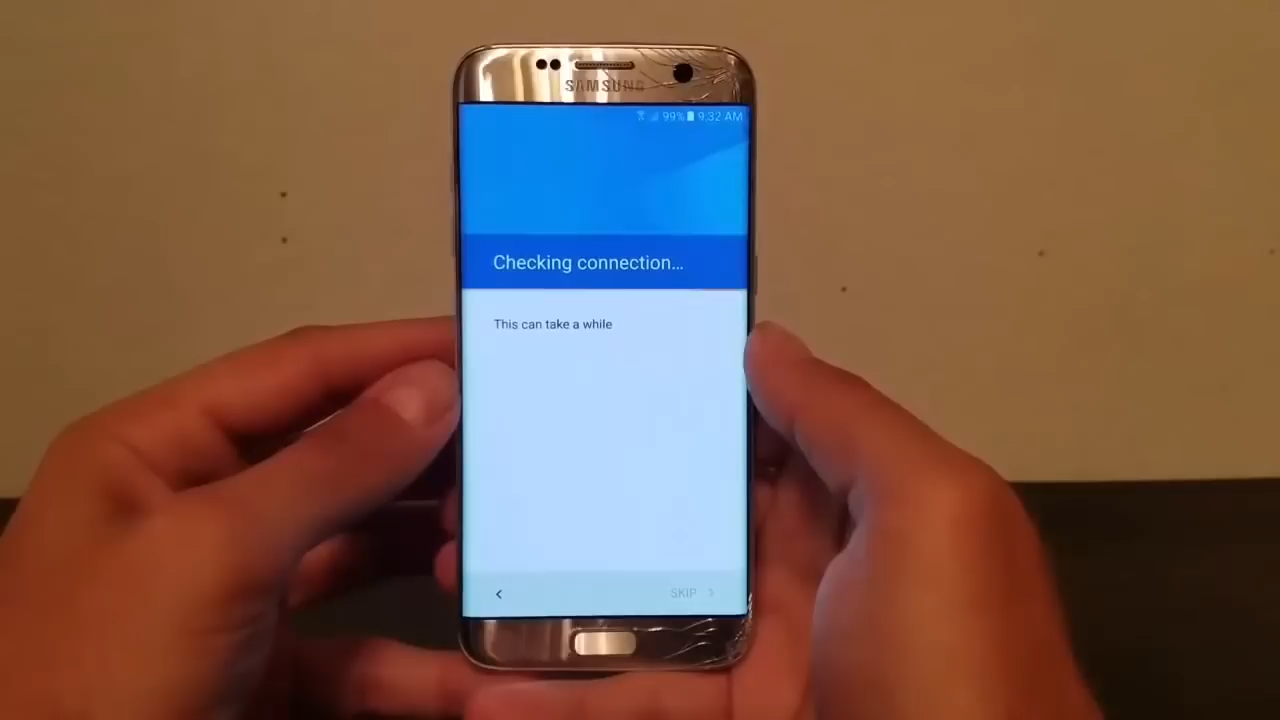 SAMSUNG
99% 9:32 AM
Checking connection...
This can take a while
SKIP